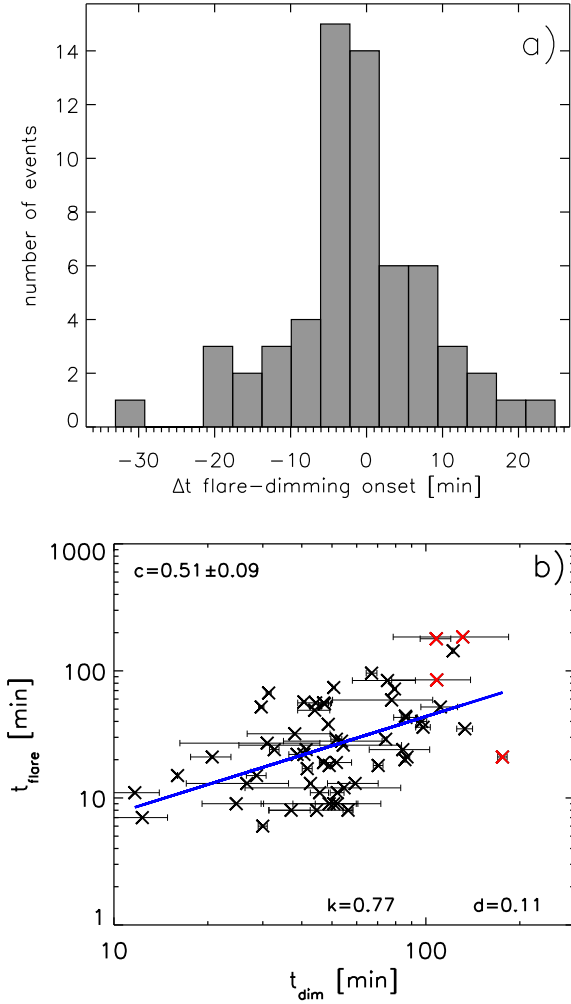 a)
14
12
10
8
6
4
2
0
number of events
−30 −20 −10 0 10 20
Δt flare−dimming onset [min]
b)
c=0.51±0.09
1000
100
10
1
t_flare [min]
k=0.77 d=0.11
10 100
t_dim [min]